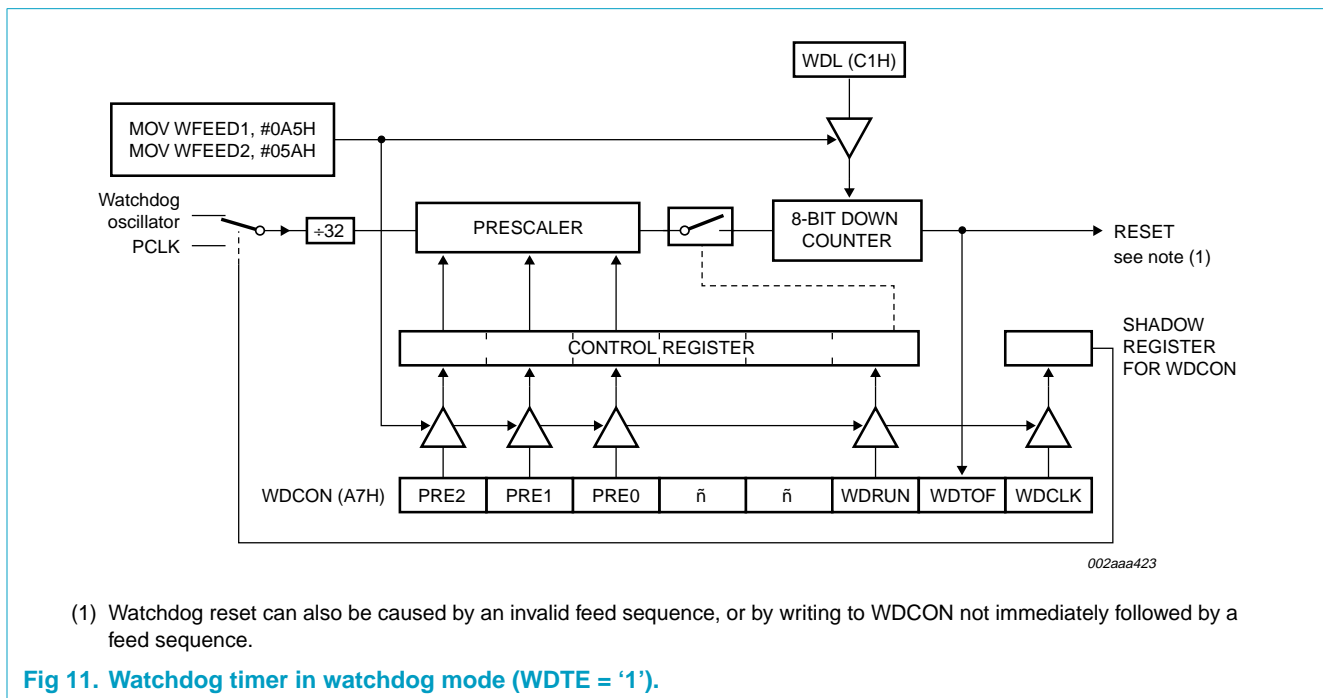 WDL (C1H)
MOV WFEED1, #0A5H
MOV WFEED2, #05AH
Watchdog
oscillator
PCLK
÷32
PRESCALER
8-BIT DOWN
COUNTER
RESET
see note (1)
CONTROL REGISTER
SHADOW
REGISTER
FOR WDCON
WDCON (A7H)
PRE2
PRE1
PRE0
ñ
ñ
WDRUN
WDTOF
WDCLK
002aaa423
(1) Watchdog reset can also be caused by an invalid feed sequence, or by writing to WDCON not immediately followed by a
feed sequence.
Fig 11. Watchdog timer in watchdog mode (WDTE = ‘1’).